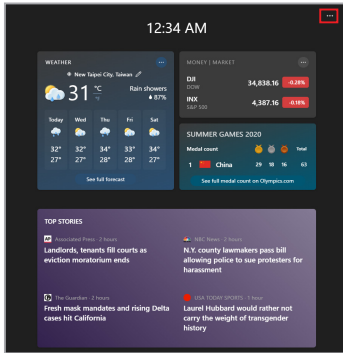 12:34 AM
WEATHER
New Taipei City, Taiwan
31 °C
Rain showers
87%
Today Wed Thu Fri Sat
32° 32° 34° 33° 34°
27° 27° 28° 27° 27°
See full forecast
MONEY | MARKET
DJI 34,838.16 -0.28%
DOW
INX 4,387.16 -0.18%
S&P 500
SUMMER GAMES 2020
Medal count Total
1 China 29 18 16 63
See full medal count on Olympics.com
TOP STORIES
AP Associated Press · 2 hours
Landlords, tenants fill courts as
eviction moratorium ends
NBC News · 2 hours
N.Y. county lawmakers pass bill
allowing police to sue protesters for
harassment
The Guardian · 2 hours
Fresh mask mandates and rising Delta
cases hit California
USA TODAY SPORTS · 1 hour
Laurel Hubbard would rather not
carry the weight of transgender
history